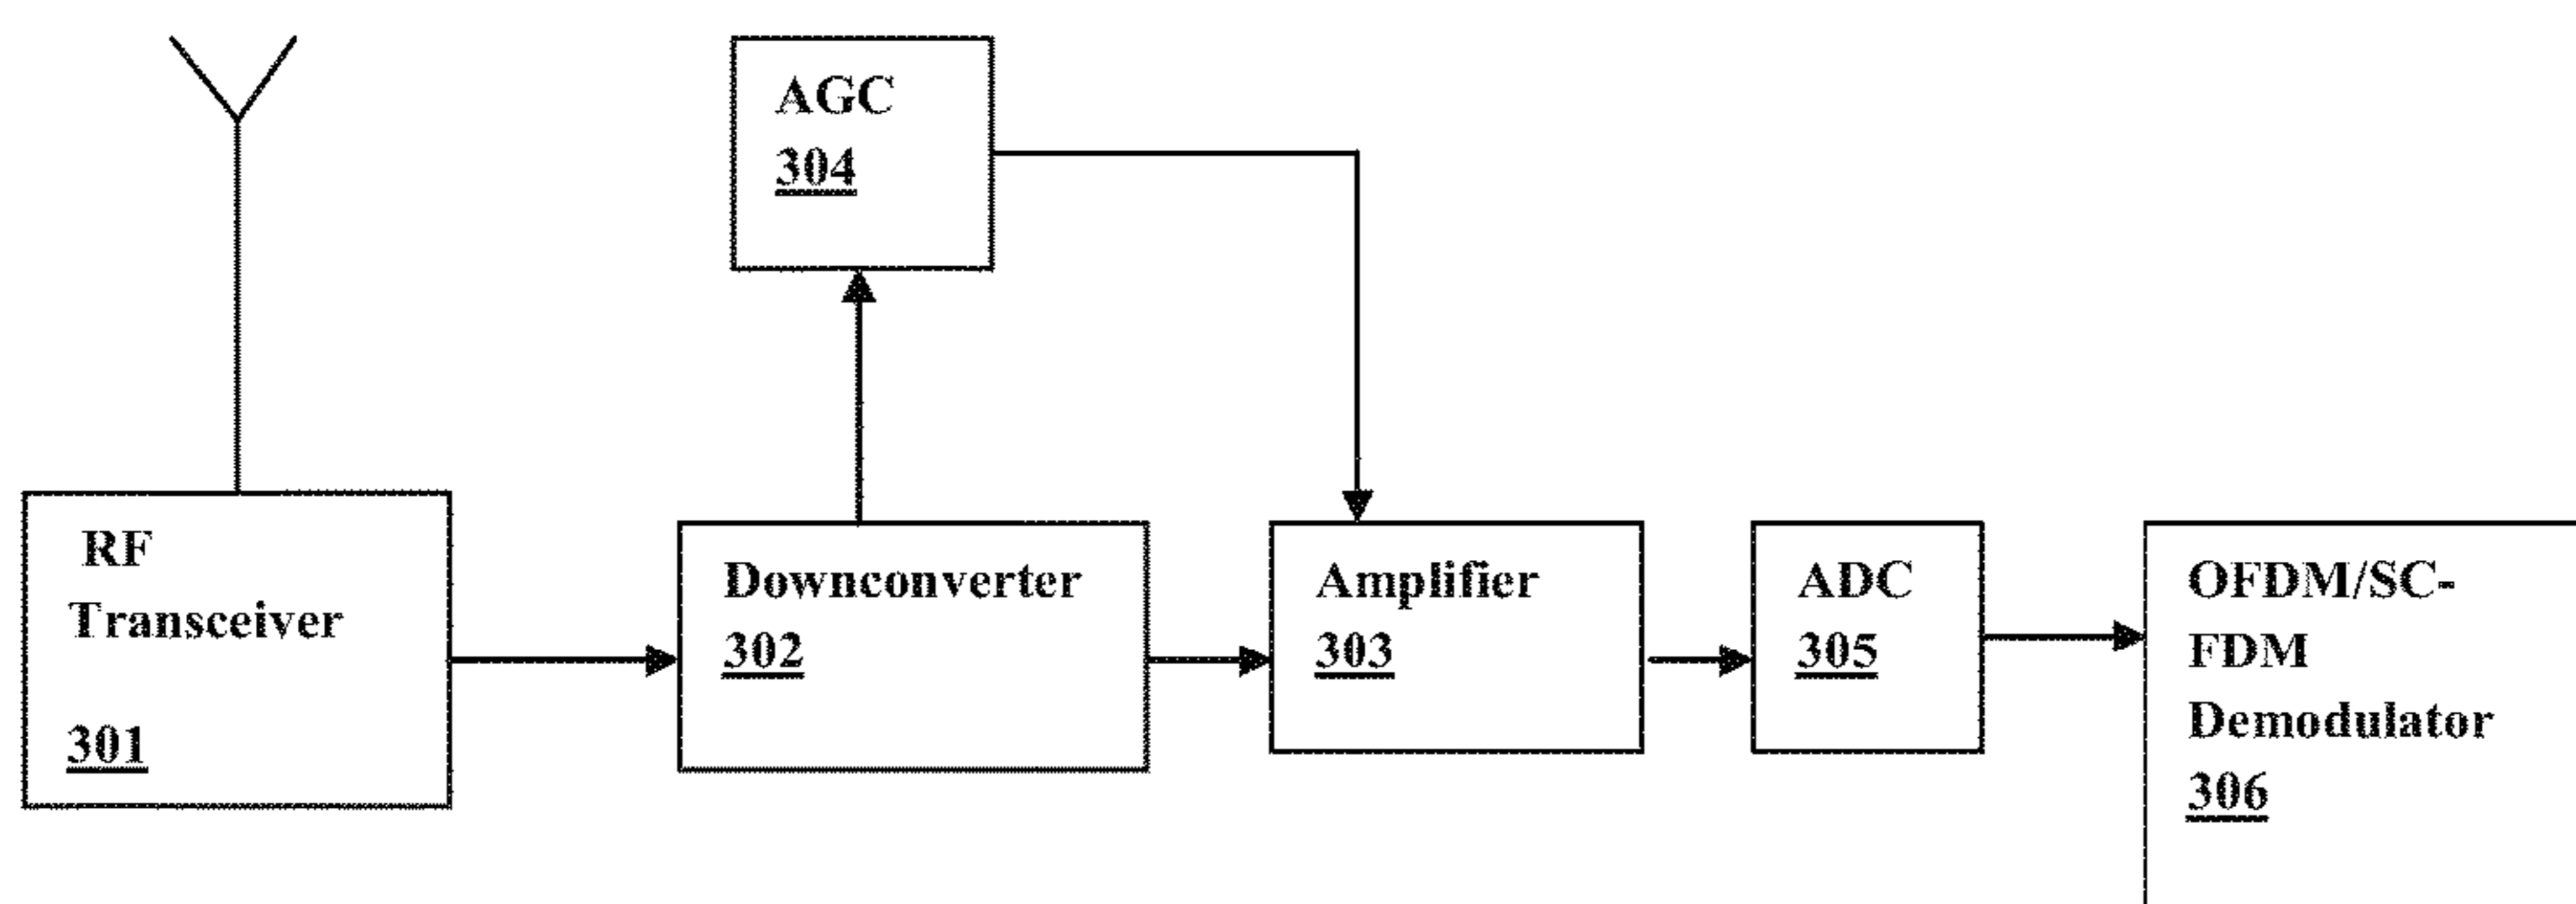 AGC
304
RF
Transceiver
301
Downconverter
302
Amplifier
303
ADC
305
OFDM/SC-
FDM
Demodulator
306